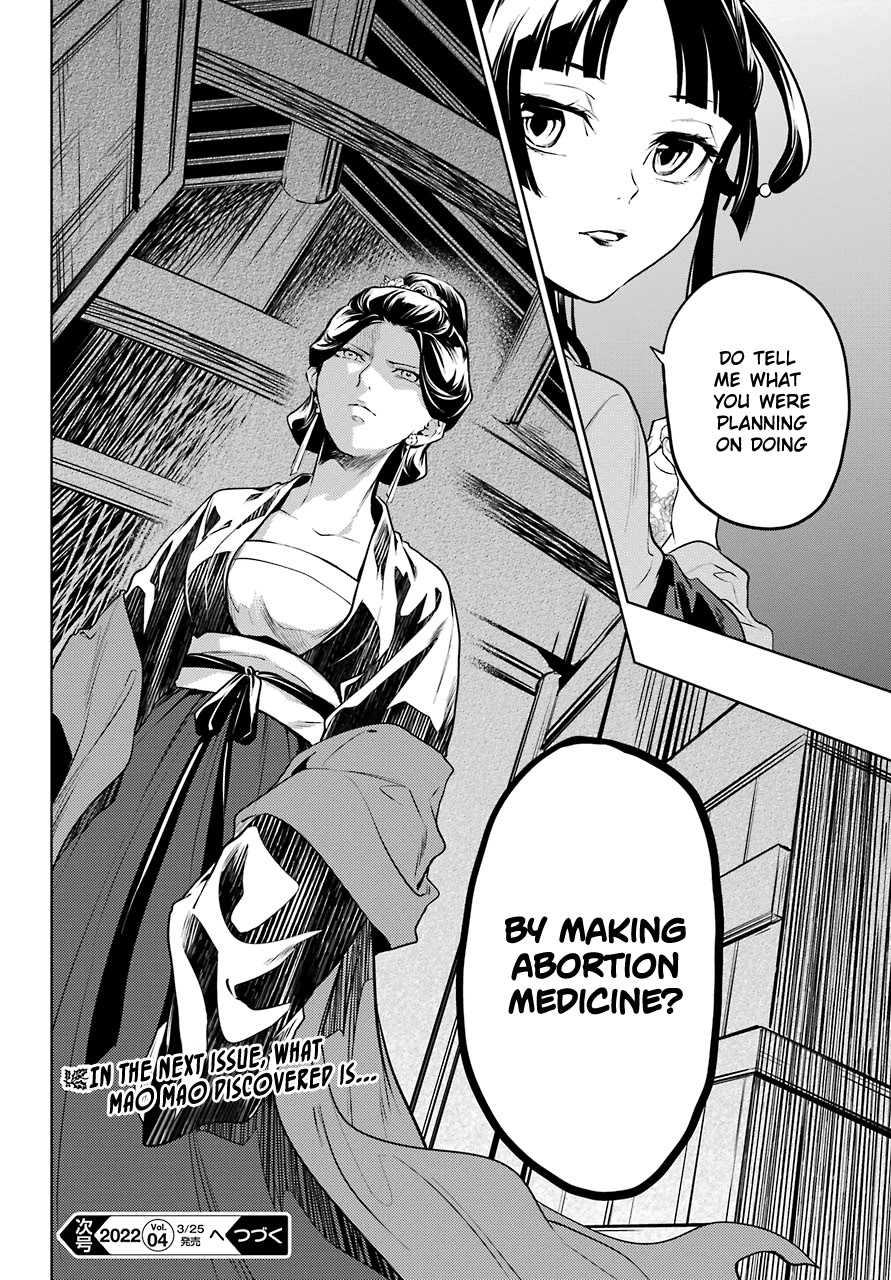 DO TELL
ME WHAT
YOU WERE
PLANNING
ON DOING
BY MAKING
ABORTION
MEDICINE?
IN THE NEXT ISSUE, WHAT
MAO MAO DISCOVERED IS...
次号 2022 Vol. 04 3/25 発売 へ つづく